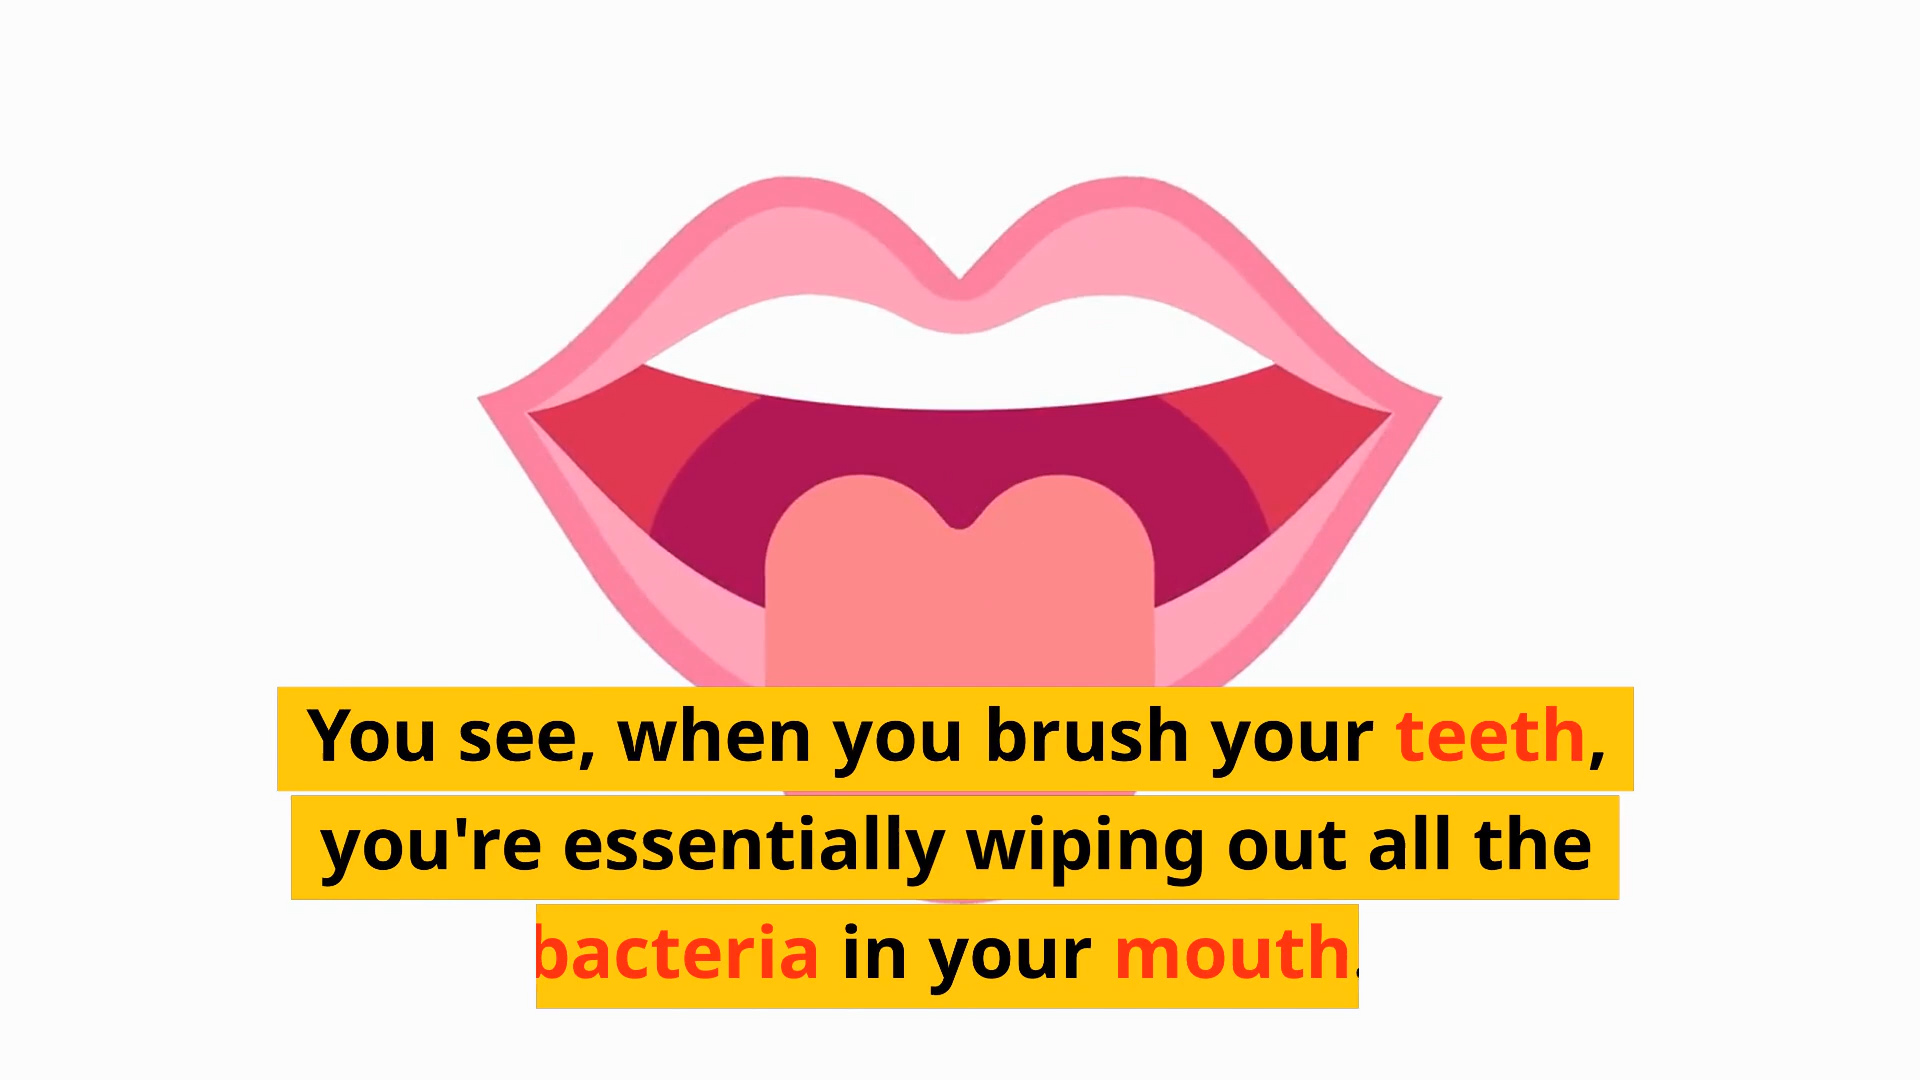 You see, when you brush your teeth,
you're essentially wiping out all the
bacteria in your mouth.